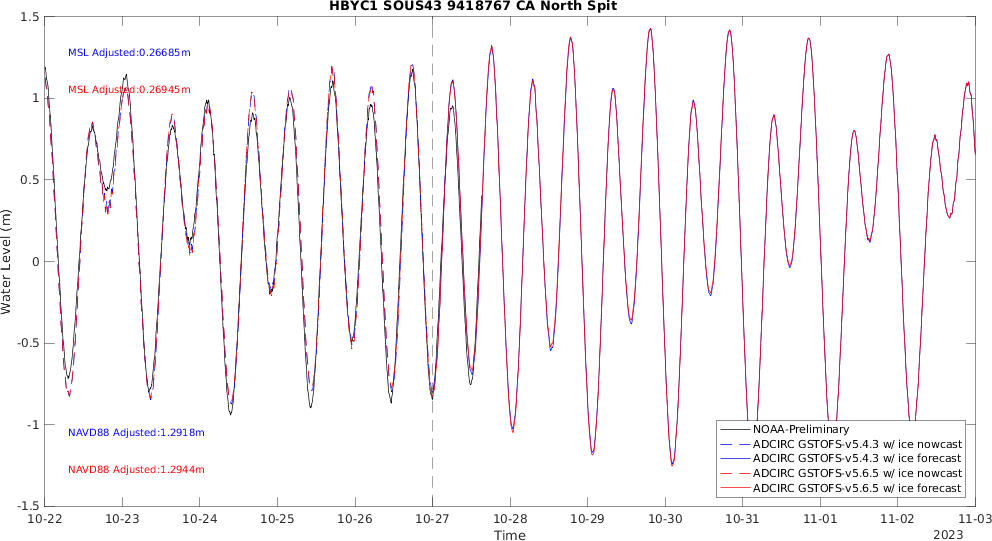 HBYC1 SOUS43 9418767 CA North Spit
1.5
1
0.5
0
-0.5
-1
-1.5
Water Level (m)
MSL Adjusted:0.26685m
MSL Adjusted:0.26945m
NAVD88 Adjusted:1.2918m
NAVD88 Adjusted:1.2944m
NOAA-Preliminary
ADCIRC GSTOFS-v5.4.3 w/ ice nowcast
ADCIRC GSTOFS-v5.4.3 w/ ice forecast
ADCIRC GSTOFS-v5.6.5 w/ ice nowcast
ADCIRC GSTOFS-v5.6.5 w/ ice forecast
10-22 10-23 10-24 10-25 10-26 10-27 10-28 10-29 10-30 10-31 11-01 11-02 11-03
Time
2023